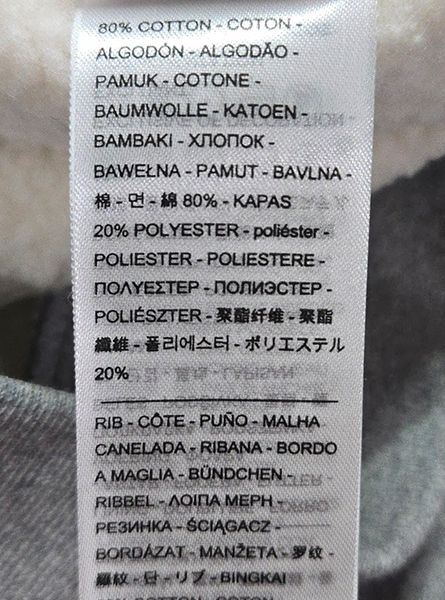 80% COTTON - COTON -
ALGODÓN - ALGODÃO -
PAMUK - COTONE -
BAUMWOLLE - KATOEN -
BAMBAKI - ХЛОПОК -
BAWEŁNA - PAMUT - BAVLNA -
棉 - 면 - 綿 80% - KAPAS
20% POLYESTER - poliéster -
POLIESTER - POLIESTERE -
ΠΟΛΥΕΣΤΕΡ - ПОЛИЭСТЕР -
POLIÉSZTER - 聚酯纤维 - 聚酯
纖維 - 폴리에스터 - ポリエステル
20%
RIB - CÔTE - PUÑO - MALHA
CANELADA - RIBANA - BORDO
A MAGLIA - BÜNDCHEN -
RIBBEL - ΛΟΙΠΑ ΜΕΡΗ -
РЕЗИНКА - ŚCIĄGACZ -
BORDÁZAT - MANŽETA - 罗纹 -
羅紋 - 단 - リブ - BINGKAI
COTTON - COTON